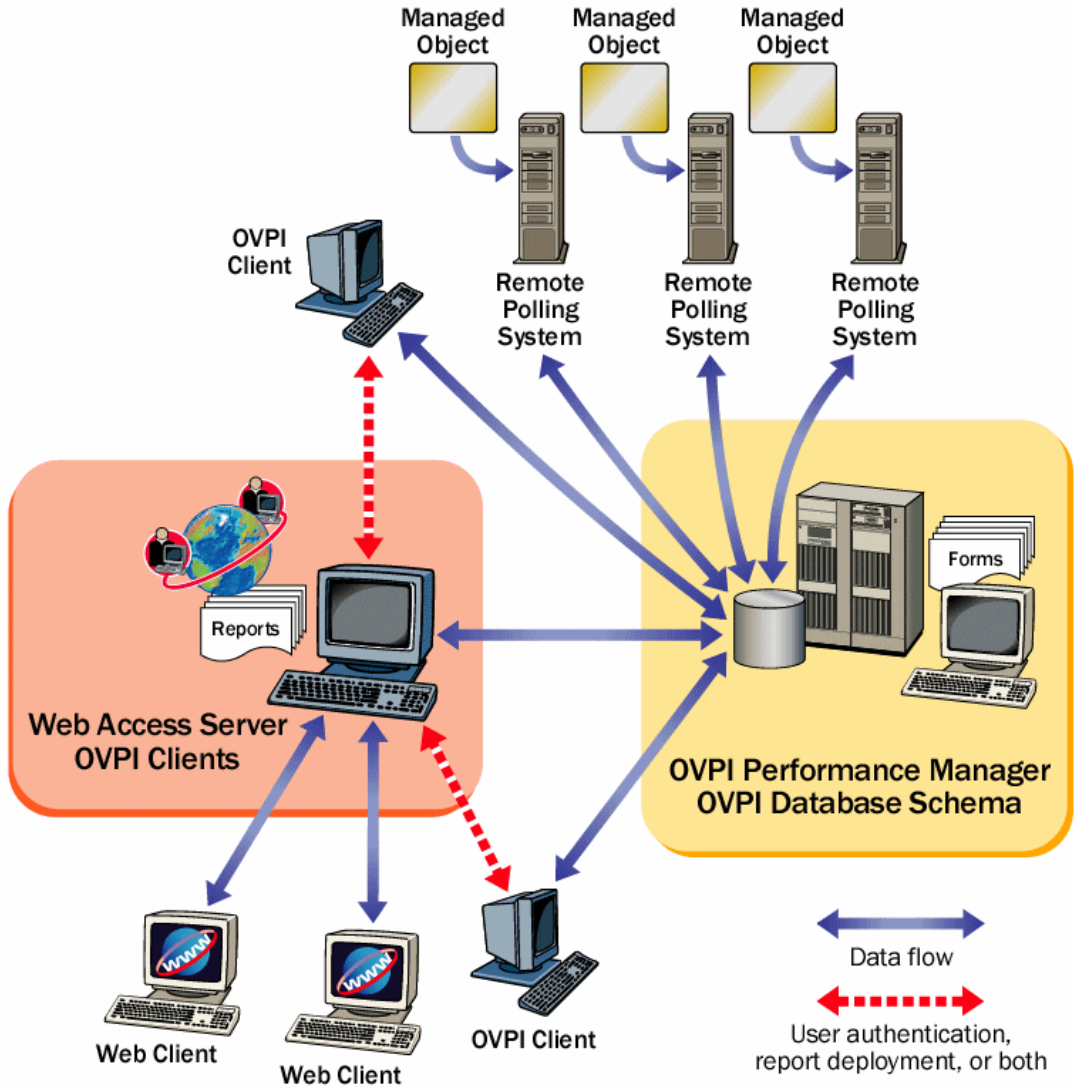 Managed
Object
Managed
Object
Managed
Object
OVPI
Client
Remote
Polling
System
Remote
Polling
System
Remote
Polling
System
Reports
Forms
Web Access Server
OVPI Clients
OVPI Performance Manager
OVPI Database Schema
www
Web Client
www
Web Client
OVPI Client
Data flow
User authentication,
report deployment, or both